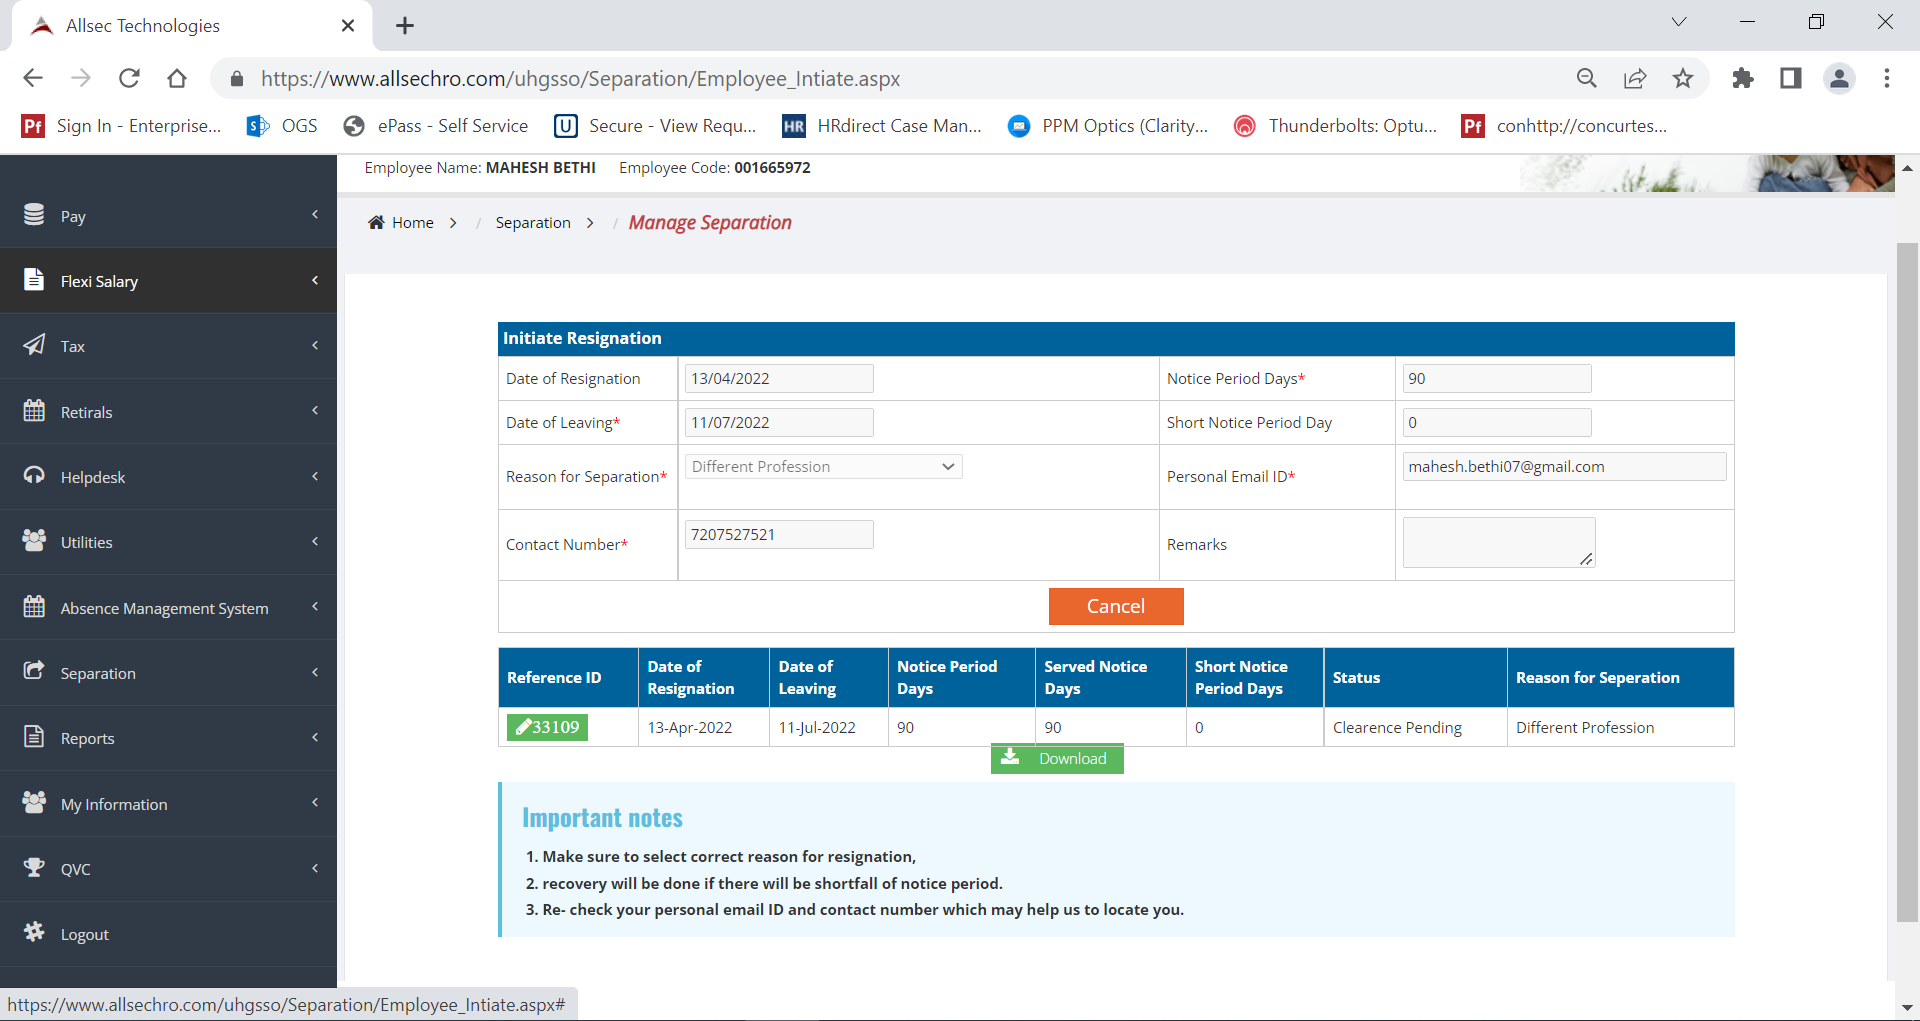 Allsec Technologies
https://www.allsechro.com/uhgsso/Separation/Employee_Intiate.aspx
Pf Sign In - Enterprise... OGS ePass - Self Service U Secure - View Requ... HR HRdirect Case Man... PPM Optics (Clarity... Thunderbolts: Optu... Pf conhttp://concurtes...
Employee Name: MAHESH BETHI Employee Code: 001665972
Home > / Separation > / Manage Separation
Pay
Flexi Salary
Tax
Retirals
Helpdesk
Utilities
Absence Management System
Separation
Reports
My Information
QVC
Logout
Initiate Resignation
Date of Resignation 13/04/2022 Notice Period Days* 90
Date of Leaving* 11/07/2022 Short Notice Period Day 0
Reason for Separation* Different Profession Personal Email ID* mahesh.bethi07@gmail.com
Contact Number* 7207527521 Remarks
Cancel
Reference ID Date of Resignation Date of Leaving Notice Period Days Served Notice Days Short Notice Period Days Status Reason for Seperation
33109 13-Apr-2022 11-Jul-2022 90 90 0 Clearence Pending Different Profession
Download
Important notes
1. Make sure to select correct reason for resignation,
2. recovery will be done if there will be shortfall of notice period.
3. Re- check your personal email ID and contact number which may help us to locate you.
https://www.allsechro.com/uhgsso/Separation/Employee_Intiate.aspx#